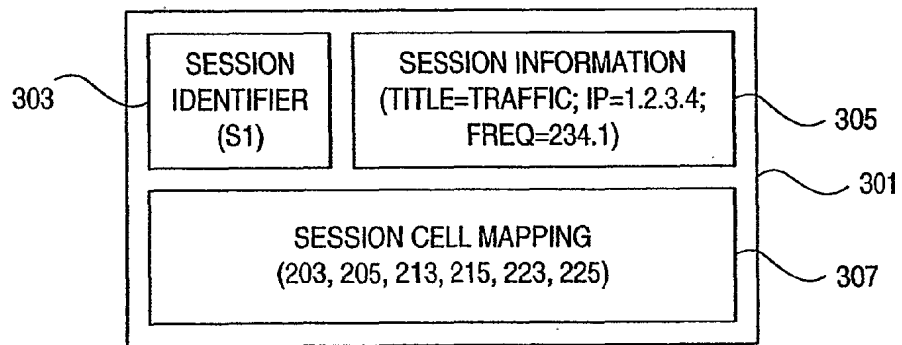 SESSION
IDENTIFIER
(S1)
SESSION INFORMATION
(TITLE=TRAFFIC; IP=1.2.3.4;
FREQ=234.1)
303
305
301
SESSION CELL MAPPING
(203, 205, 213, 215, 223, 225)
307